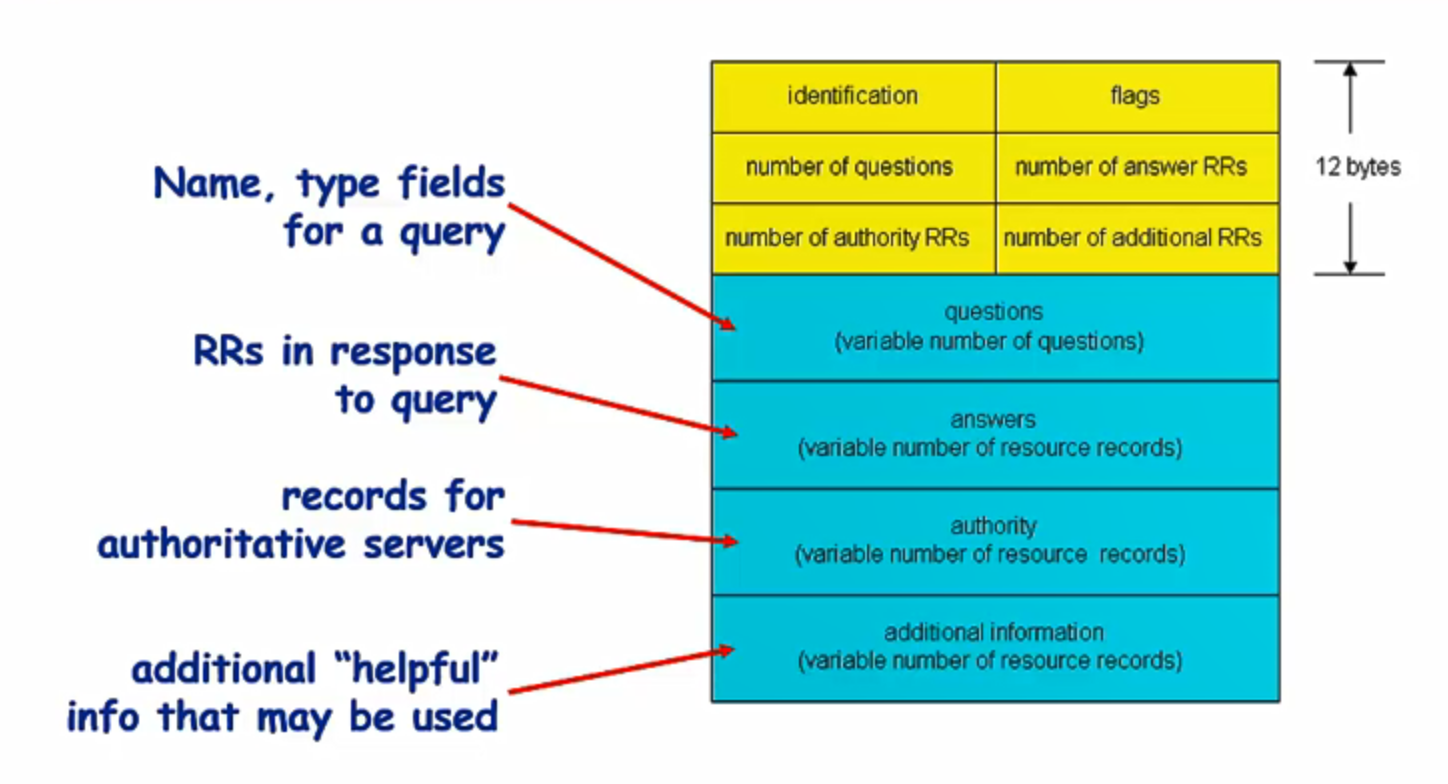 identification
flags
number of questions
number of answer RRs
number of authority RRs
number of additional RRs
12 bytes
Name, type fields
for a query
questions
(variable number of questions)
RRs in response
to query
answers
(variable number of resource records)
records for
authoritative servers
authority
(variable number of resource records)
additional "helpful"
info that may be used
additional information
(variable number of resource records)